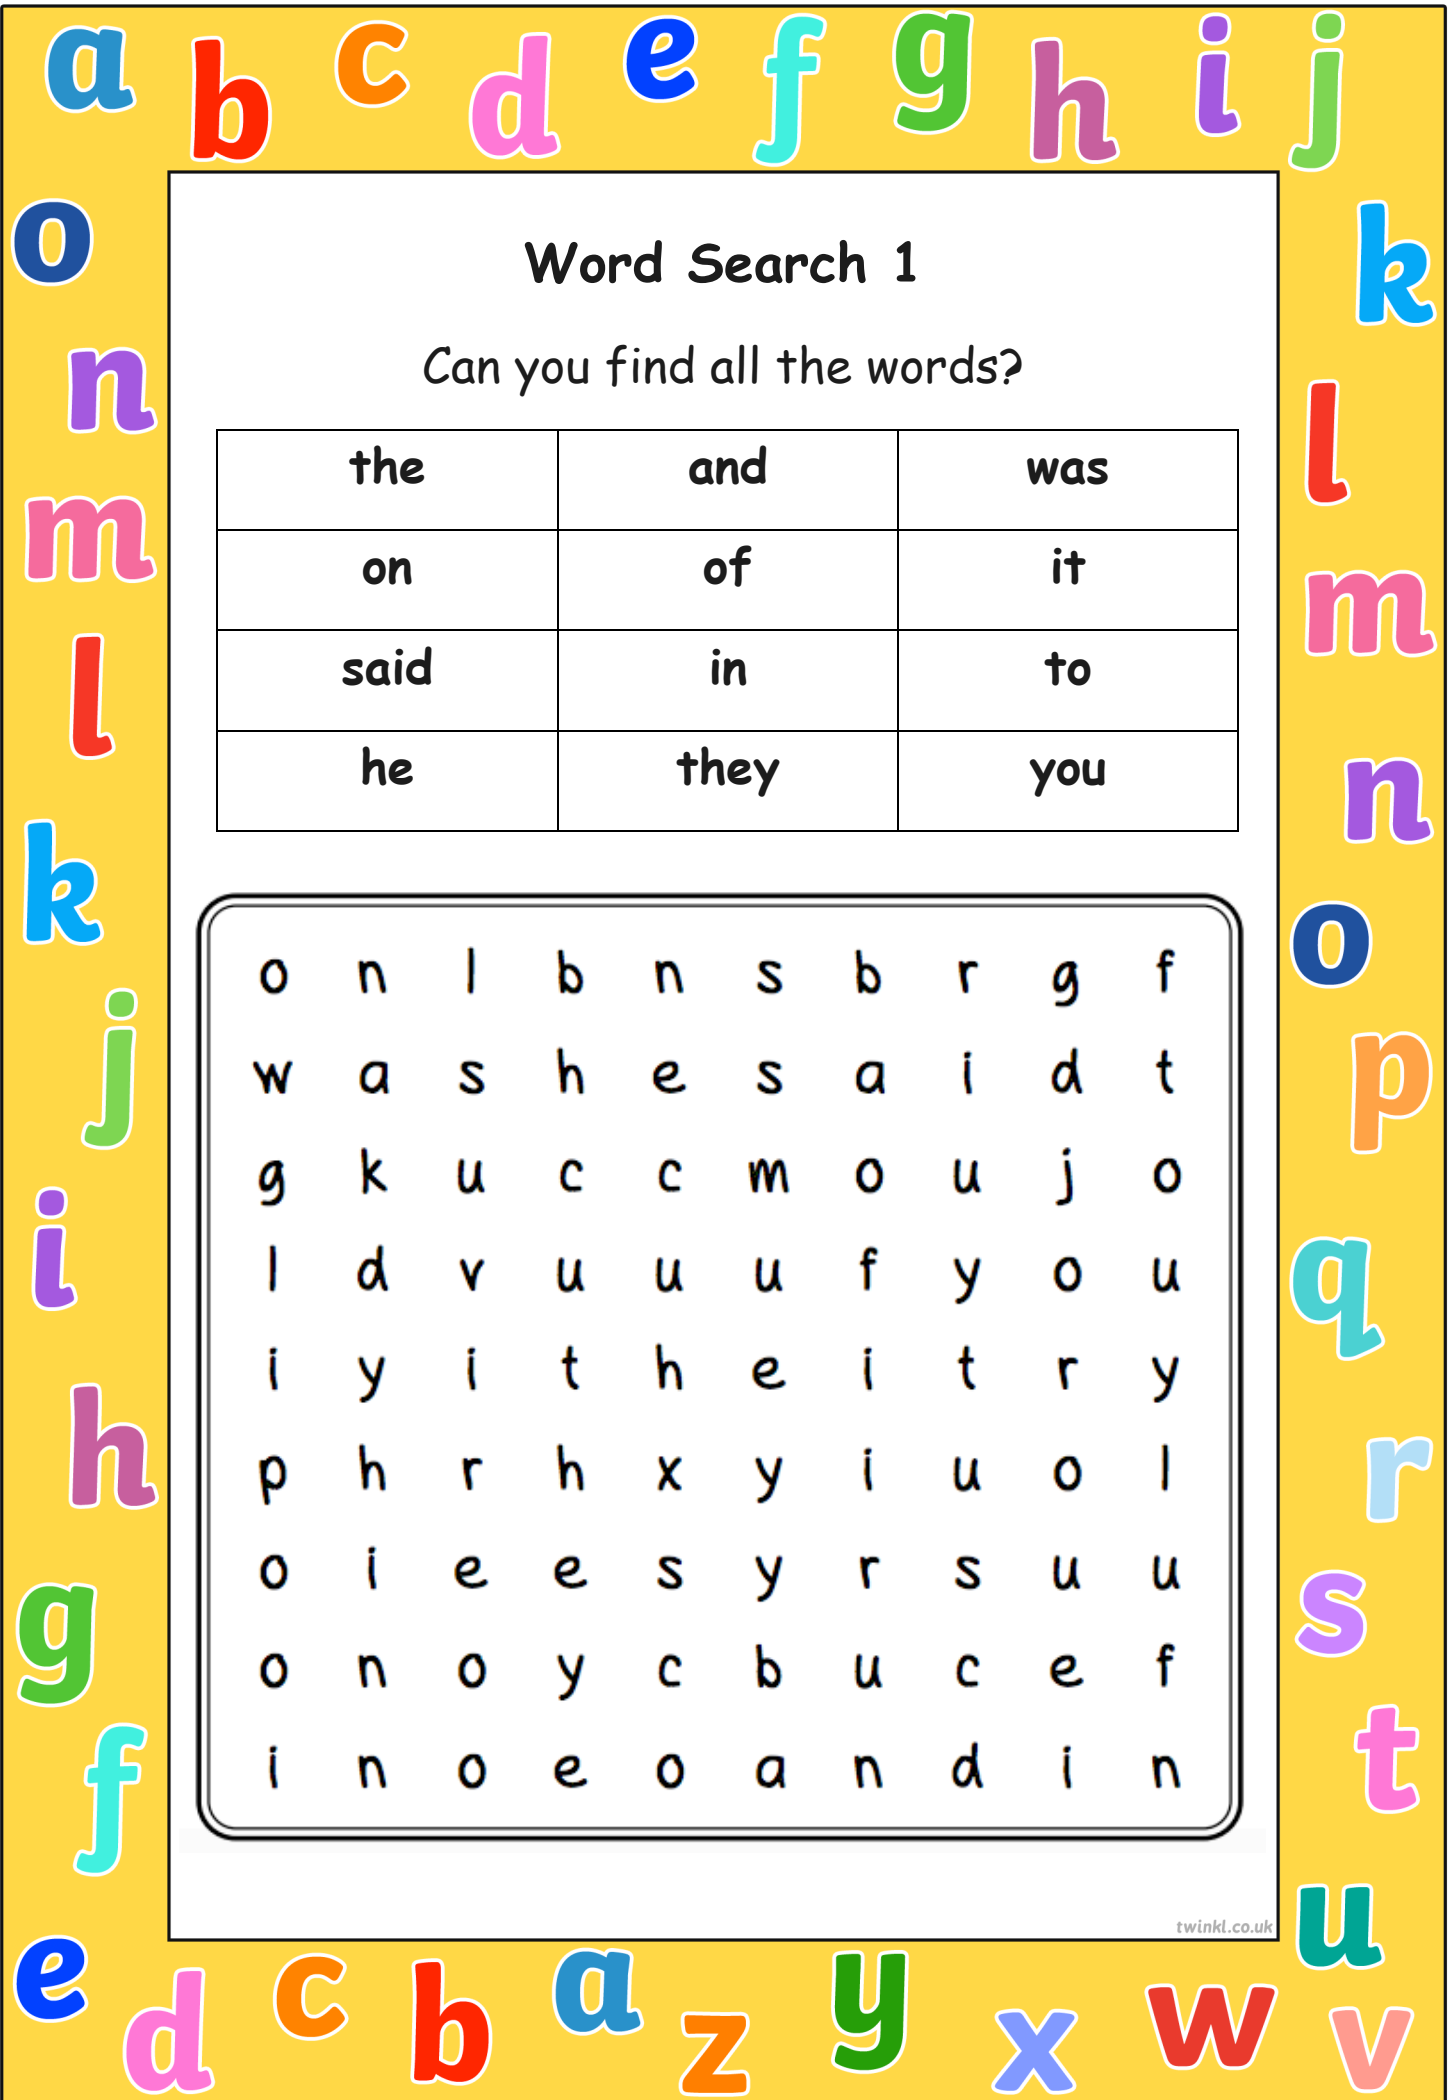 a b c d e f g h i j
o k
Word Search 1
n
Can you find all the words?
l
the and was
m
on of it
m
l
said in to
n
he they you
k
o
o n l b n s b r g f
j
p
w a s h e s a i d t
g k u c c m o u j o
i
q
l d v u u u f y o u
i y i t h e i t r y
h
r
p h r h x y i u o l
o i e e s y r s u u
g
s
o n o y c b u c e f
f
t
i n o e o a n d i n
u
twinkl.co.uk
e d c b a z y x w v